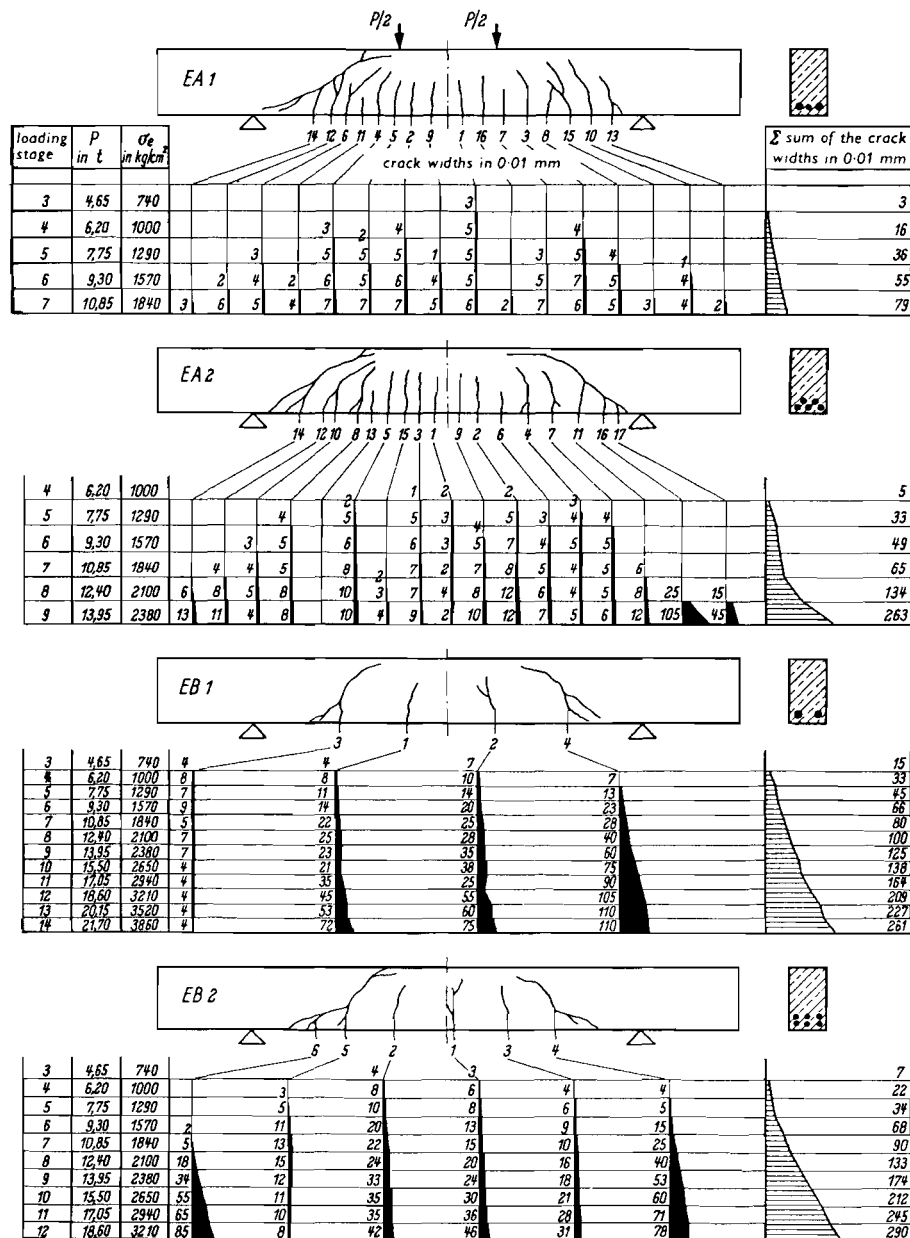 P/2 P/2
EA 1
14 12 6 11 4 5 2 9 1 16 7 3 8 15 10 13
loading stage P in t σe in kg/cm² crack widths in 0·01 mm Σ sum of the crack widths in 0·01 mm
3 4,65 740 3 3
4 6,20 1000 3 2 4 5 4 16
5 7,75 1290 3 5 5 5 1 5 3 5 4 1 36
6 9,30 1570 2 4 2 6 5 6 4 5 5 7 5 4 55
7 10,85 1840 3 6 5 4 7 7 7 5 6 2 7 6 5 3 4 2 79
EA 2
14 12 10 8 13 5 15 3 1 9 2 6 4 7 11 16 17
4 6,20 1000 2 1 2 2 3 5
5 7,75 1290 4 5 5 3 4 5 3 4 4 33
6 9,30 1570 3 5 6 6 3 5 7 4 5 5 49
7 10,85 1840 4 4 5 8 2 7 2 7 8 5 4 5 6 65
8 12,40 2100 6 8 5 8 10 3 7 4 8 12 6 4 5 8 25 15 134
9 13,95 2380 13 11 4 8 10 4 9 2 10 12 7 5 6 12 105 45 263
EB 1
3 1 2 4
3 4,65 740 4 4 7 15
4 6,20 1000 8 8 10 7 33
5 7,75 1290 7 11 14 13 45
6 9,30 1570 9 14 20 23 66
7 10,85 1840 5 22 25 28 80
8 12,40 2100 7 25 28 40 100
9 13,95 2380 7 23 35 60 125
10 15,50 2650 4 21 38 75 138
11 17,05 2940 4 35 25 90 164
12 18,60 3210 4 45 55 105 209
13 20,15 3520 4 53 60 110 227
14 21,70 3860 4 72 75 110 261
EB 2
6 5 2 1 3 4
3 4,65 740 4 3 7
4 6,20 1000 3 8 6 4 4 22
5 7,75 1290 5 10 8 6 5 34
6 9,30 1570 2 11 20 13 9 15 68
7 10,85 1840 5 13 22 15 10 25 90
8 12,40 2100 18 15 24 20 16 40 133
9 13,95 2380 34 12 33 24 18 53 174
10 15,50 2650 55 11 35 30 21 60 212
11 17,05 2940 65 10 35 36 28 71 245
12 18,60 3210 85 8 42 46 31 78 290